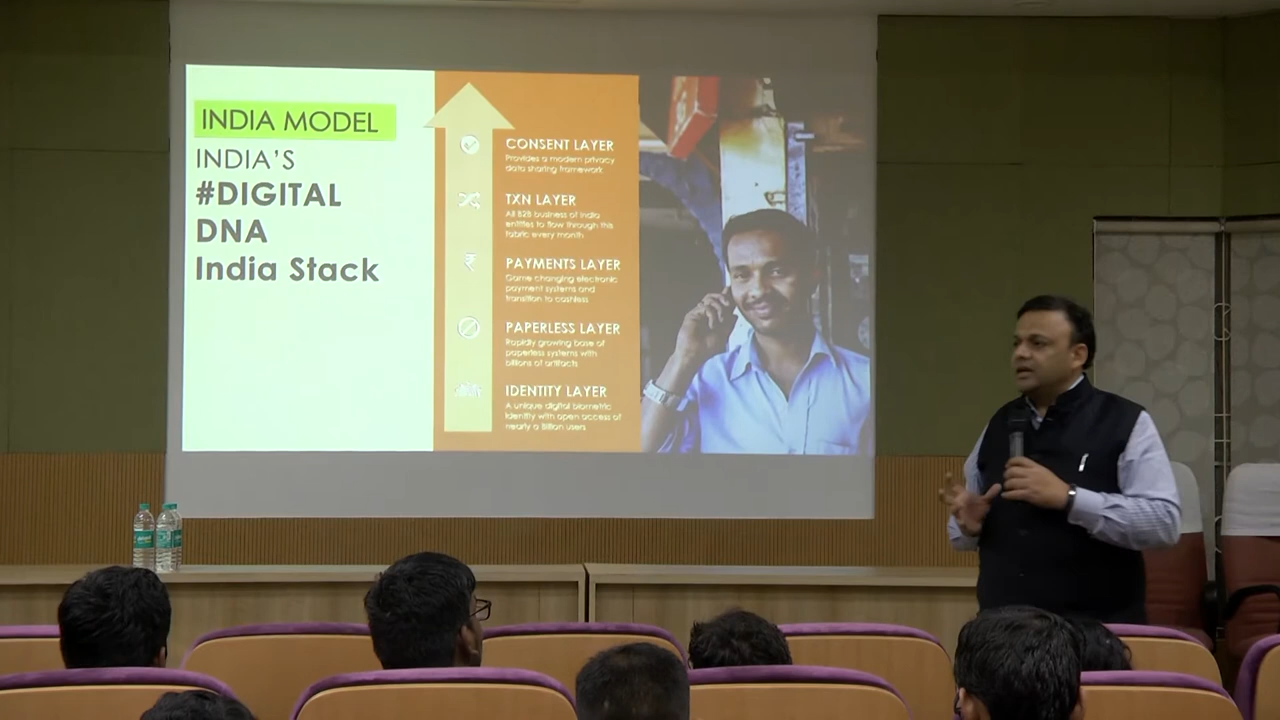 INDIA MODEL
INDIA'S
#DIGITAL
DNA
India Stack
CONSENT LAYER
Provides a modern privacy
data sharing framework
TXN LAYER
All B2B business of India
entities to flow through this
fabric every month
₹
PAYMENTS LAYER
Game changing electronic
payment systems and
transition to cashless
PAPERLESS LAYER
Rapidly growing base of
paperless systems with
billions of artifacts
IDENTITY LAYER
A unique digital biometric
identity with open access of
nearly a Billion users